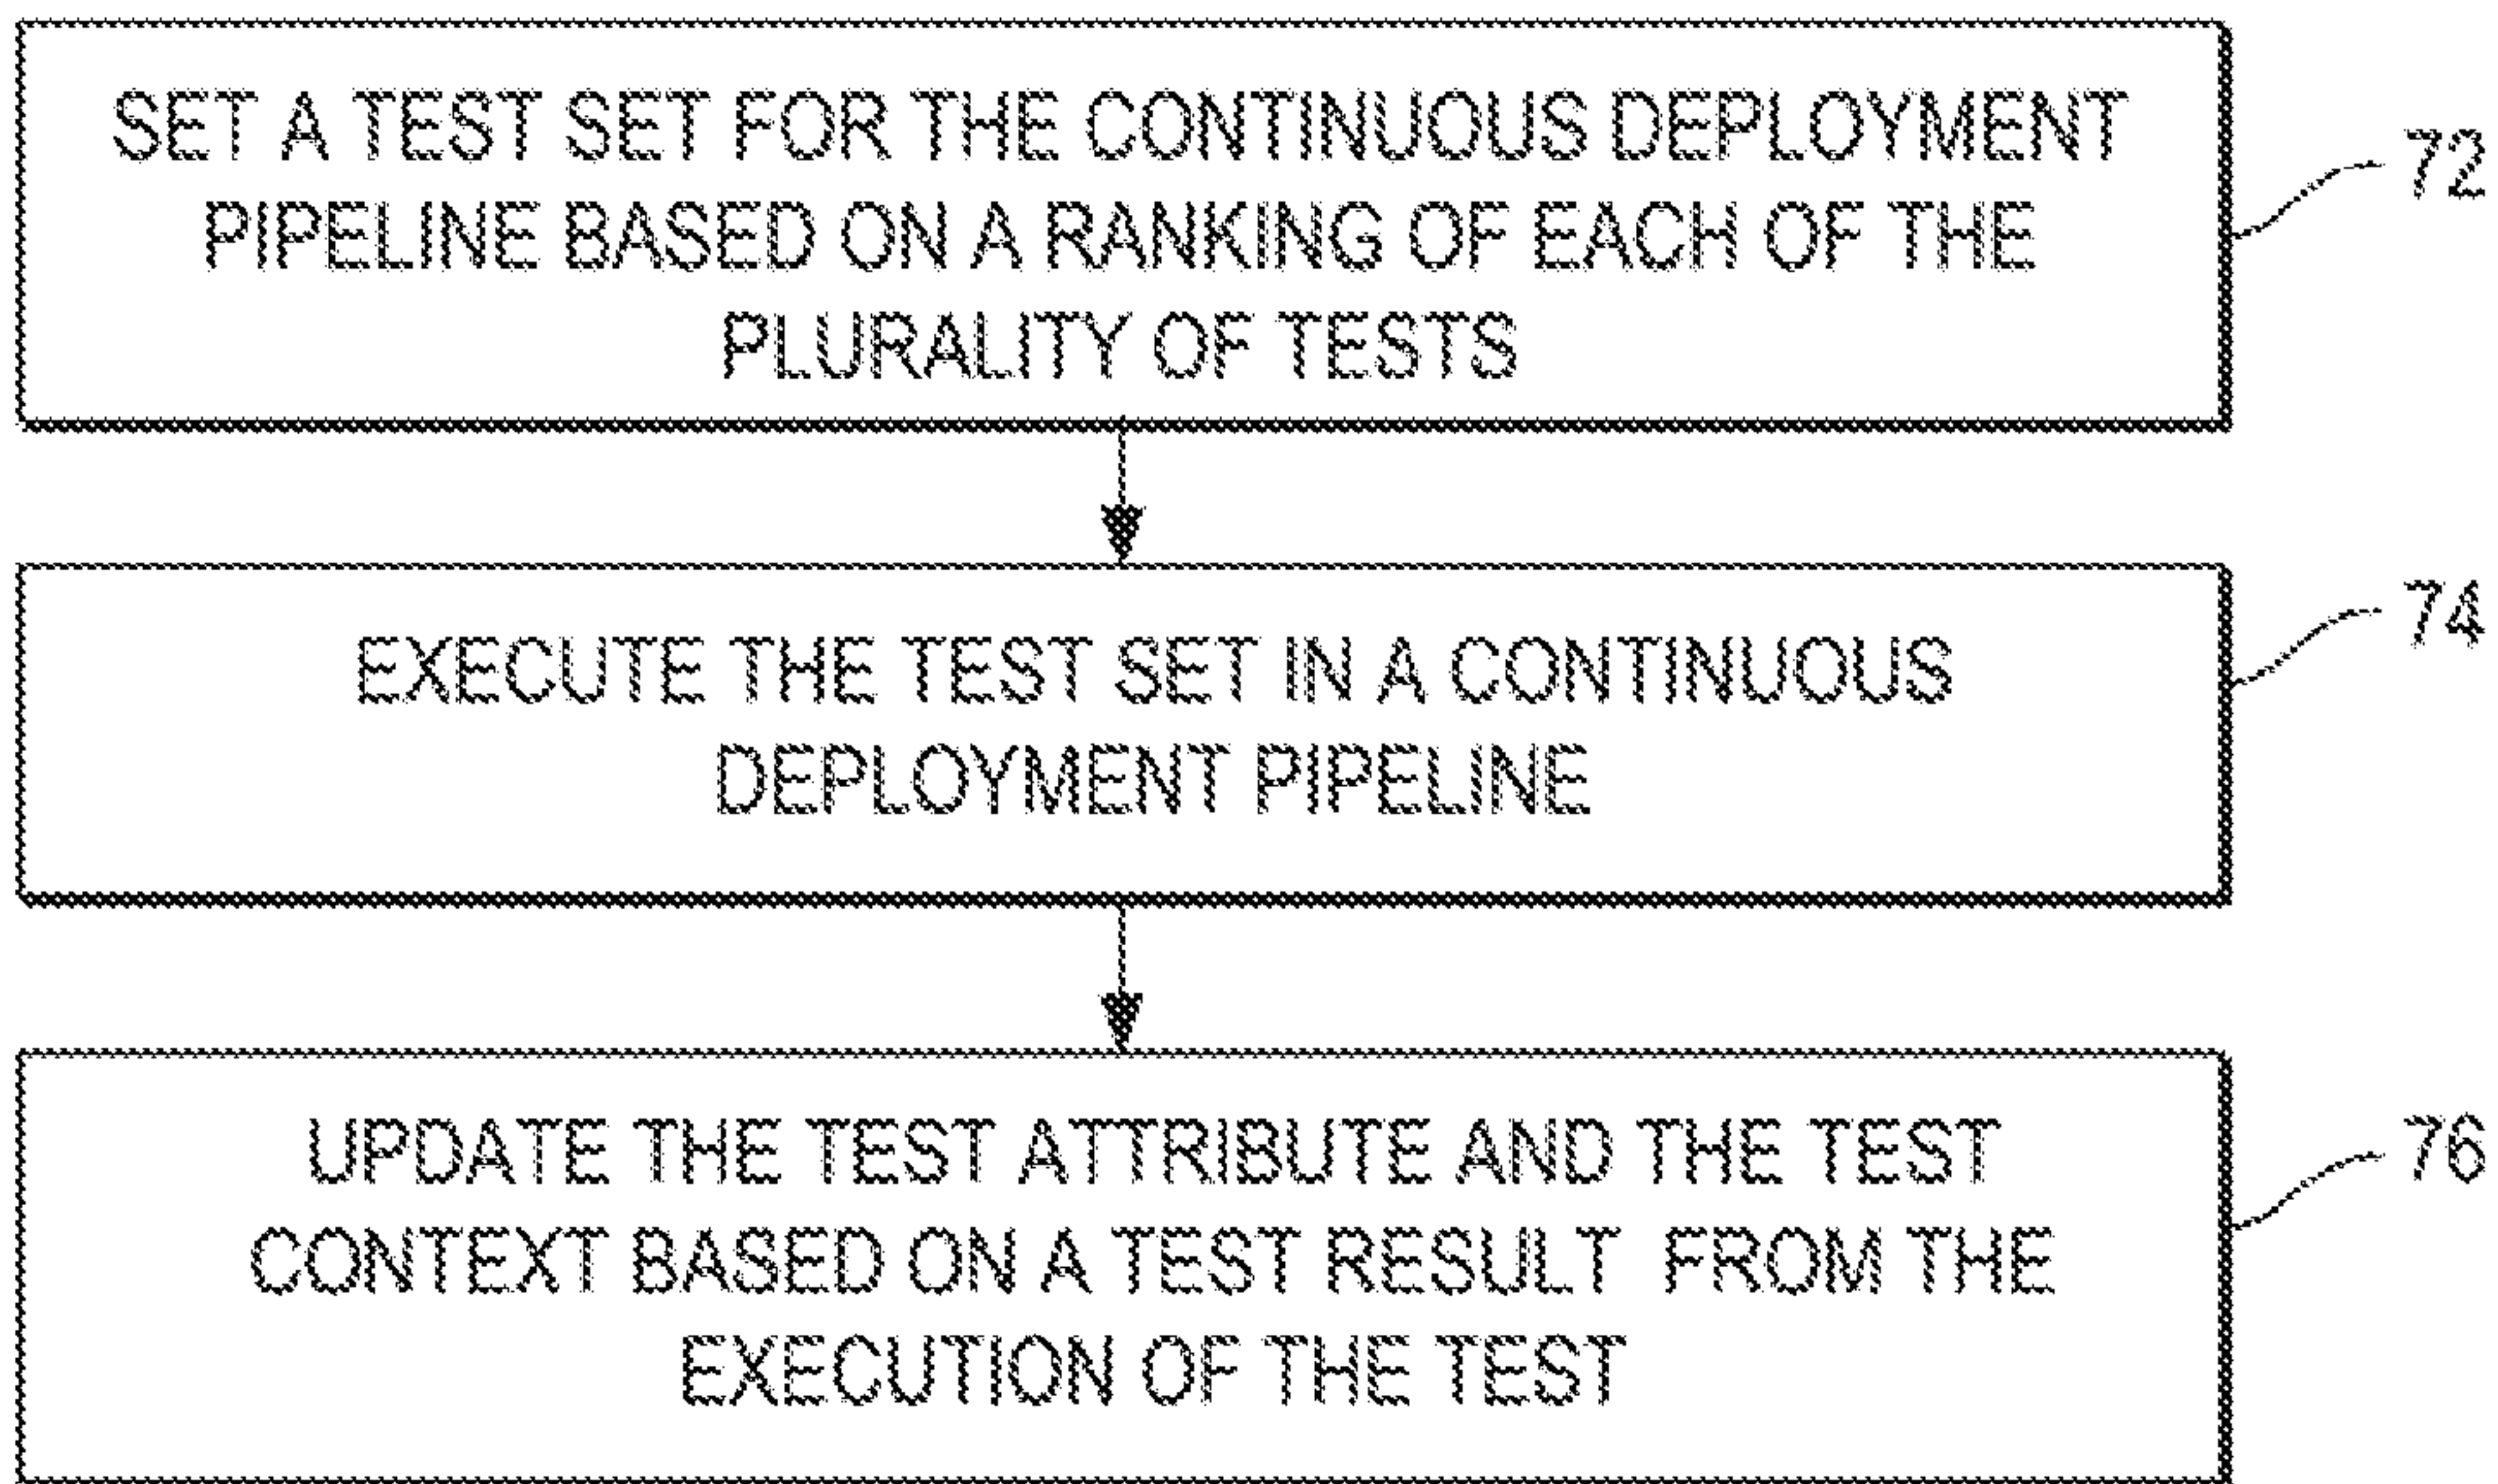 SET A TEST SET FOR THE CONTINUOUS DEPLOYMENT
PIPELINE BASED ON A RANKING OF EACH OF THE
PLURALITY OF TESTS
72
EXECUTE THE TEST SET IN A CONTINUOUS
DEPLOYMENT PIPELINE
74
UPDATE THE TEST ATTRIBUTE AND THE TEST
CONTEXT BASED ON A TEST RESULT FROM THE
EXECUTION OF THE TEST
76